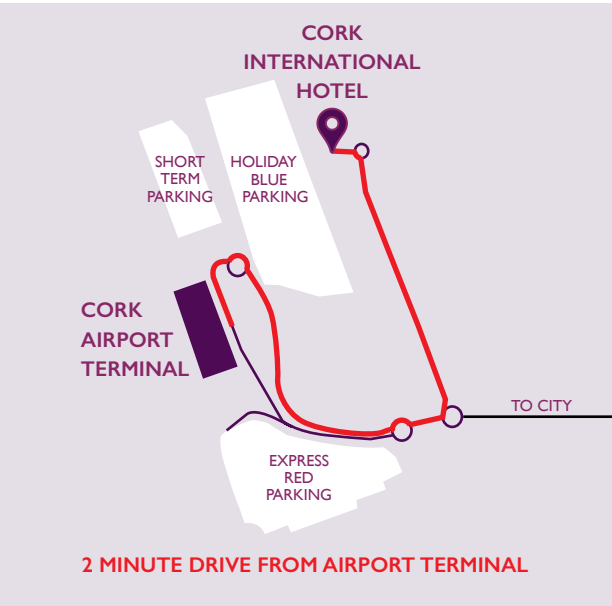 CORK
INTERNATIONAL
HOTEL
SHORT
TERM
PARKING
HOLIDAY
BLUE
PARKING
CORK
AIRPORT
TERMINAL
TO CITY
EXPRESS
RED
PARKING
2 MINUTE DRIVE FROM AIRPORT TERMINAL